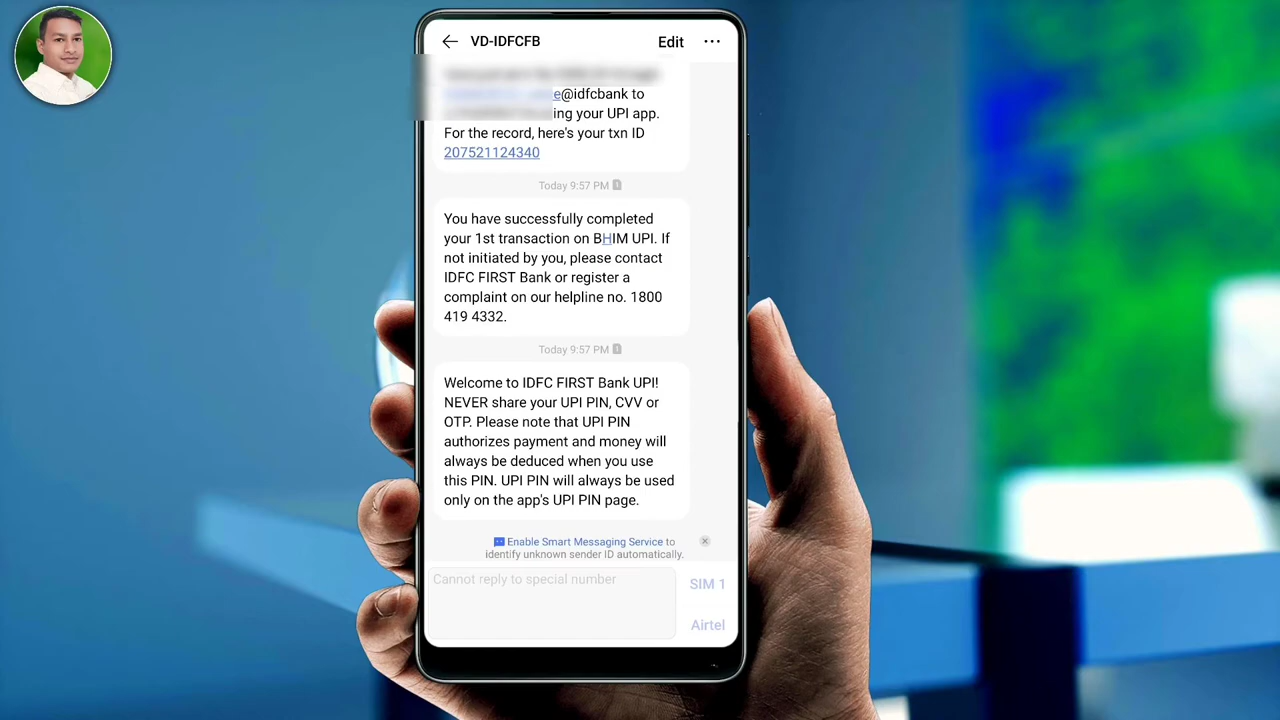 VD-IDFCFB
Edit
@idfcbank to
ing your UPI app.
For the record, here's your txn ID
207521124340
Today 9:57 PM 1
You have successfully completed
your 1st transaction on BHIM UPI. If
not initiated by you, please contact
IDFC FIRST Bank or register a
complaint on our helpline no. 1800
419 4332.
Today 9:57 PM 1
Welcome to IDFC FIRST Bank UPI!
NEVER share your UPI PIN, CVV or
OTP. Please note that UPI PIN
authorizes payment and money will
always be deducted when you use
this PIN. UPI PIN will always be used
only on the app's UPI PIN page.
Enable Smart Messaging Service to
identify unknown sender ID automatically.
Cannot reply to special number
SIM 1
Airtel